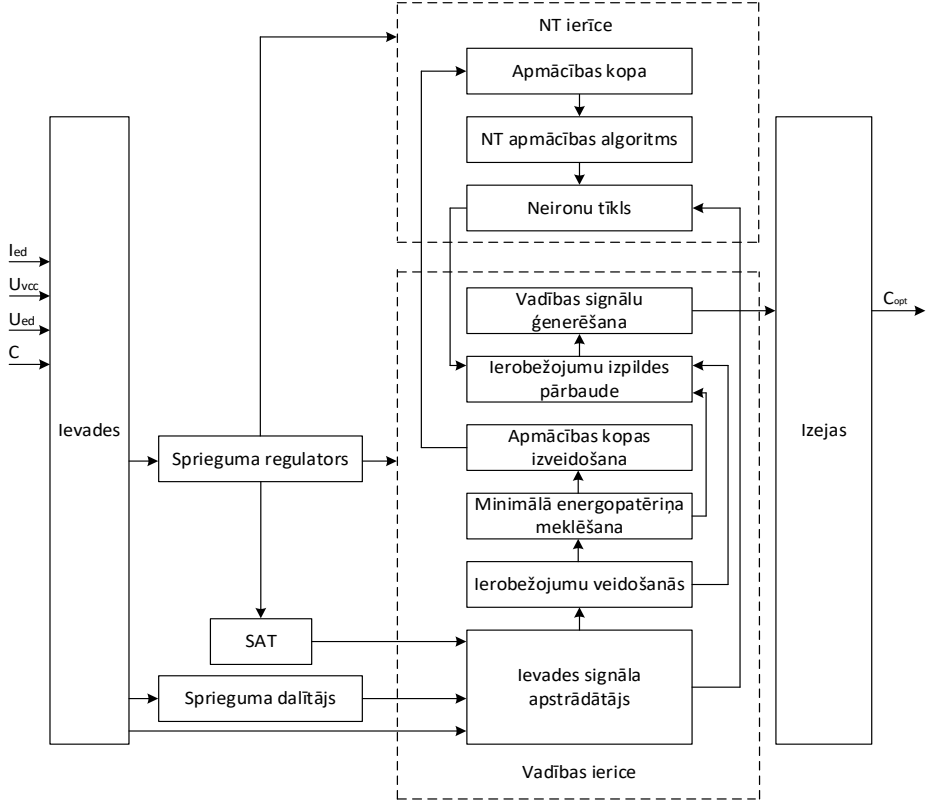 NT ierīce
Apmācības kopa
NT apmācības algoritms
Neironu tīkls
Ied
Uvcc
Ued
C
Ievades
Sprieguma regulators
SAT
Sprieguma dalītājs
Vadības signālu
ģenerēšana
Ierobežojumu izpildes
pārbaude
Apmācības kopas
izveidošana
Minimālā energopatēriņa
meklēšana
Ierobežojumu veidošanās
Ievades signāla
apstrādātājs
Vadības ierice
Izejas
Copt